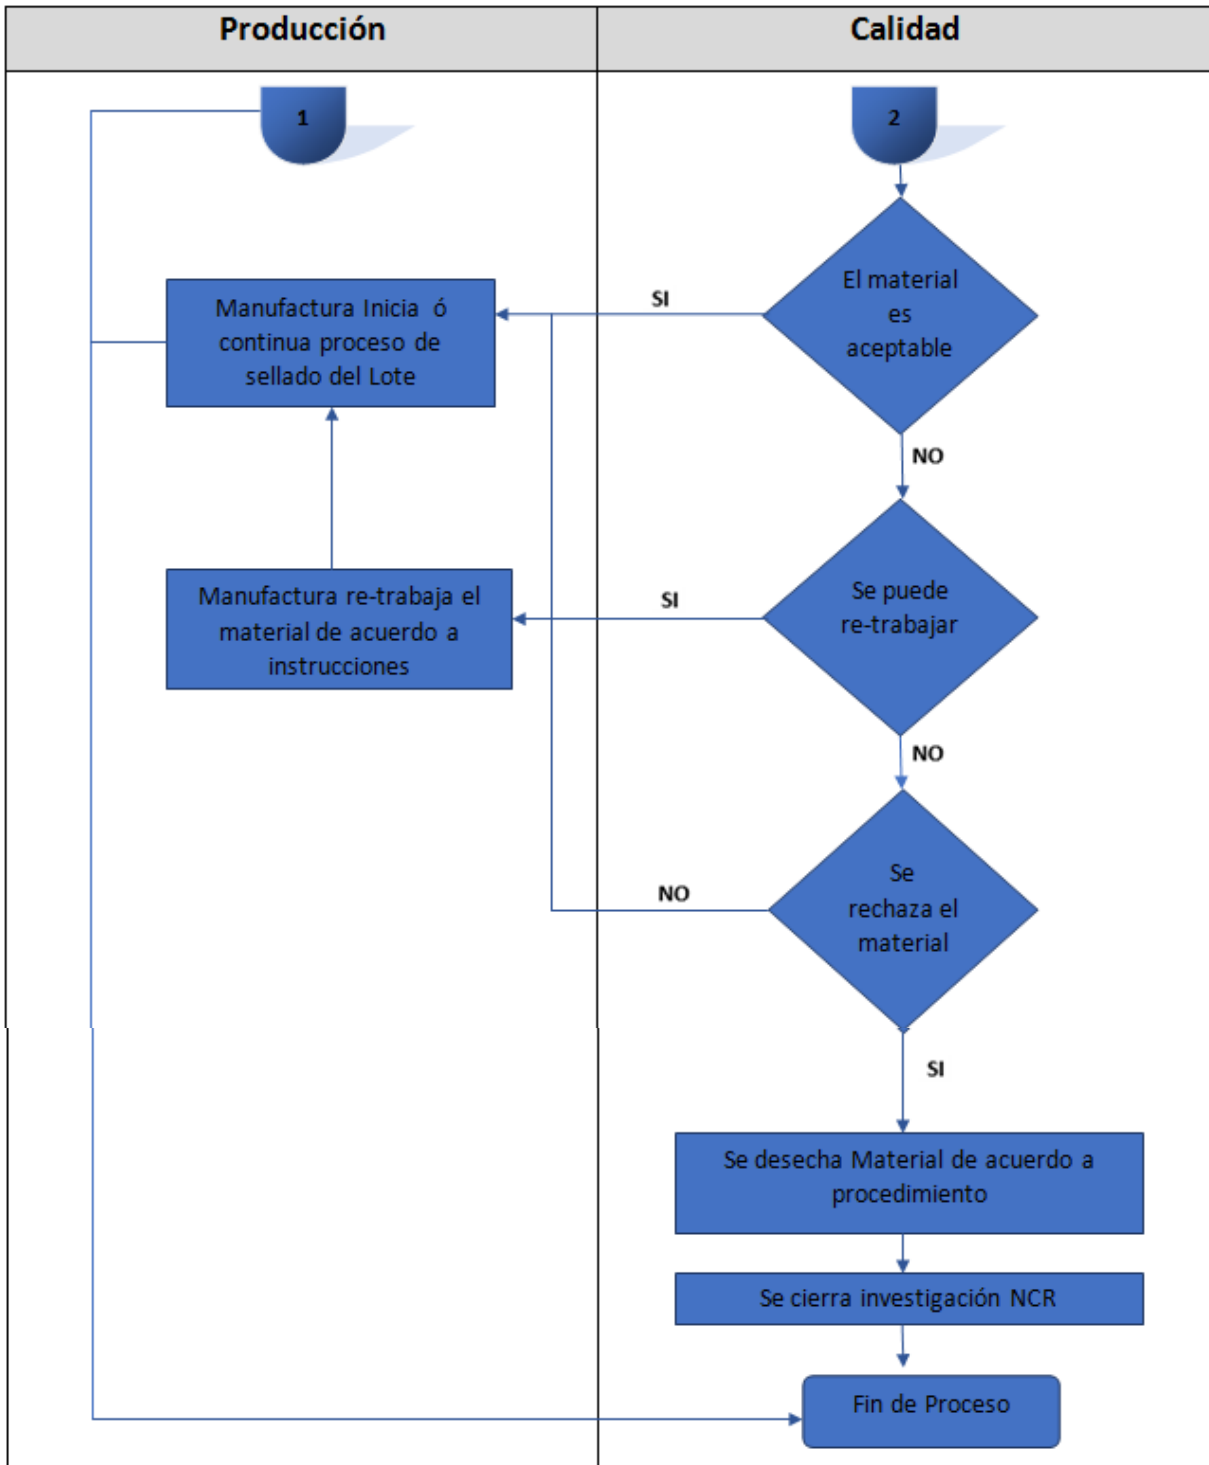 Producción
Calidad
1
2
El material
es
aceptable
SI
Manufactura Inicia ó
continua proceso de
sellado del Lote
NO
Se puede
re-trabajar
SI
Manufactura re-trabaja el
material de acuerdo a
instrucciones
NO
Se
rechaza el
material
NO
SI
Se desecha Material de acuerdo a
procedimiento
Se cierra investigación NCR
Fin de Proceso